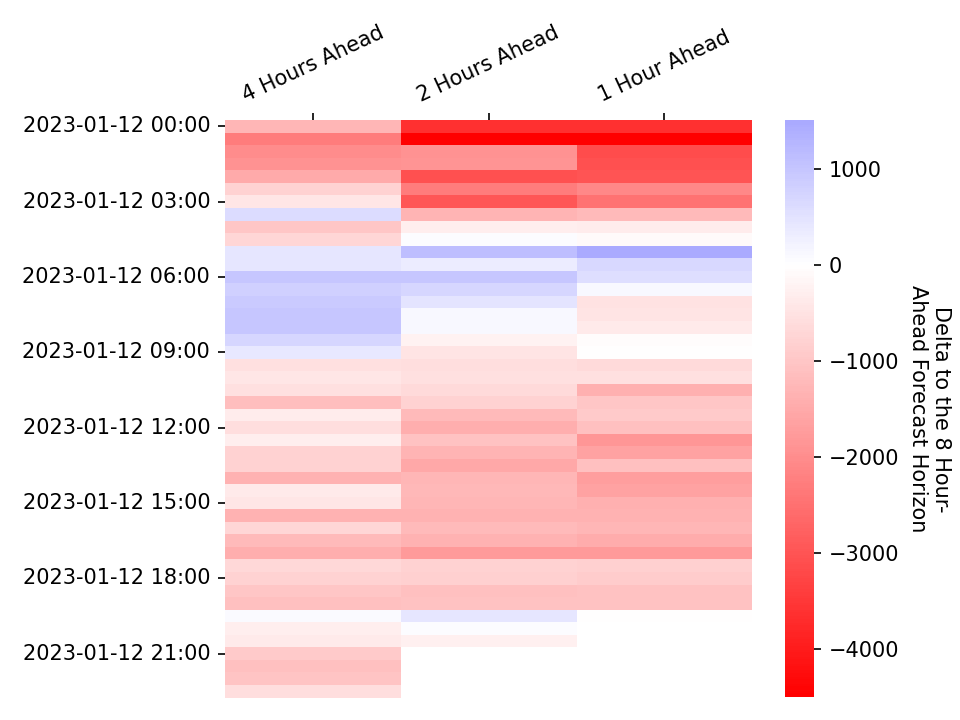 4 Hours Ahead
2 Hours Ahead
1 Hour Ahead
2023-01-12 00:00
2023-01-12 03:00
2023-01-12 06:00
2023-01-12 09:00
2023-01-12 12:00
2023-01-12 15:00
2023-01-12 18:00
2023-01-12 21:00
1000
0
−1000
−2000
−3000
−4000
Delta to the 8 Hour-
Ahead Forecast Horizon